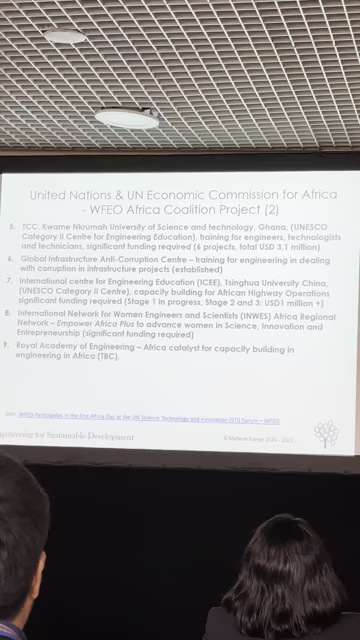 United Nations & UN Economic Commission for Africa
- WFEO Africa Coalition Project (2)
5. TCC, Kwame Nkrumah University of Science and technology, Ghana, (UNESCO
Category II Centre for Engineering Education), training for engineers, technologists
and technicians, significant funding required (6 projects, total USD 3.1 million)
6. Global Infrastructure Anti-Corruption Centre – training for engineering in dealing
with corruption in infrastructure projects (established)
7. International centre for Engineering Education (ICEE), Tsinghua University China,
(UNESCO Category II Centre), capacity building for African Highway Operations
significant funding required (Stage 1 in progress, Stage 2 and 3: USD1 million +)
8. International Network for Women Engineers and Scientists (INWES) Africa Regional
Network – Empower Africa Plus to advance women in Science, Innovation and
Entrepreneurship (significant funding required)
9. Royal Academy of Engineering – Africa catalyst for capacity building in
engineering in Africa (TBC).
WFEO Participates in the first Africa Day at the UN Science Technology and Innovation (STI) Forum – WFEO
ngineering for Sustainable Development
© Marlene Kanga 2020 - 2023